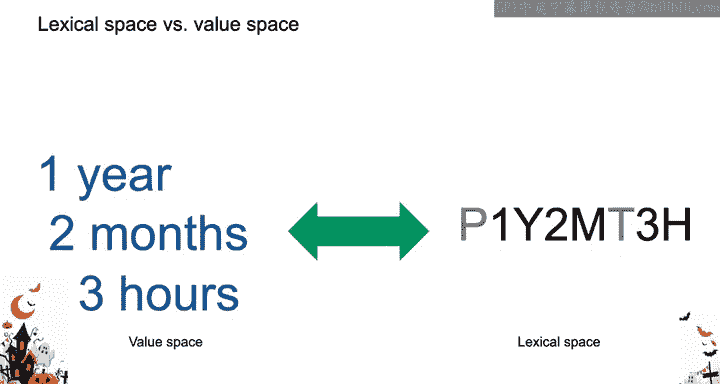 Lexical space vs. value space
1 year
2 months
3 hours
P1Y2MT3H
Value space
Lexical space